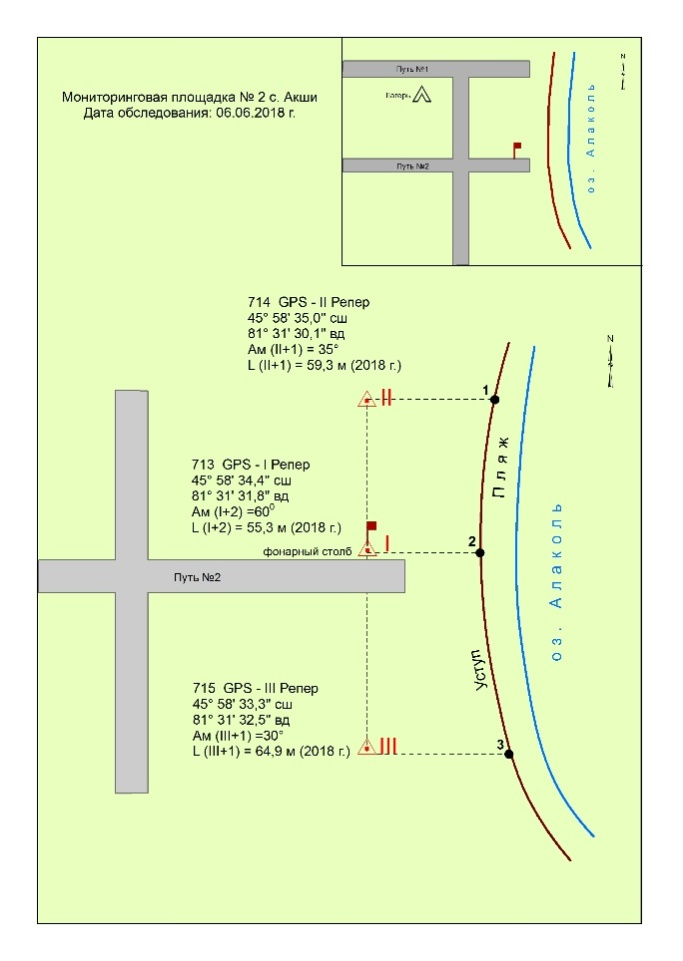 Мониторинговая площадка № 2 с. Акши
Дата обследования: 06.06.2018 г.
Путь №1
Лагерь
Путь №2
оз. Алаколь
N
714 GPS - II Репер
45° 58' 35,0" сш
81° 31' 30,1" вд
Ам (II+1) = 35°
L (II+1) = 59,3 м (2018 г.)
N
II
1
Пляж
713 GPS - I Репер
45° 58' 34,4" сш
81° 31' 31,8" вд
Ам (I+2) =60⁰
L (I+2) = 55,3 м (2018 г.)
фонарный столб
I
2
оз. Алаколь
Путь №2
Уступ
715 GPS - III Репер
45° 58' 33,3" сш
81° 31' 32,5" вд
Ам (III+1) =30°
L (III+1) = 64,9 м (2018 г.)
III
3